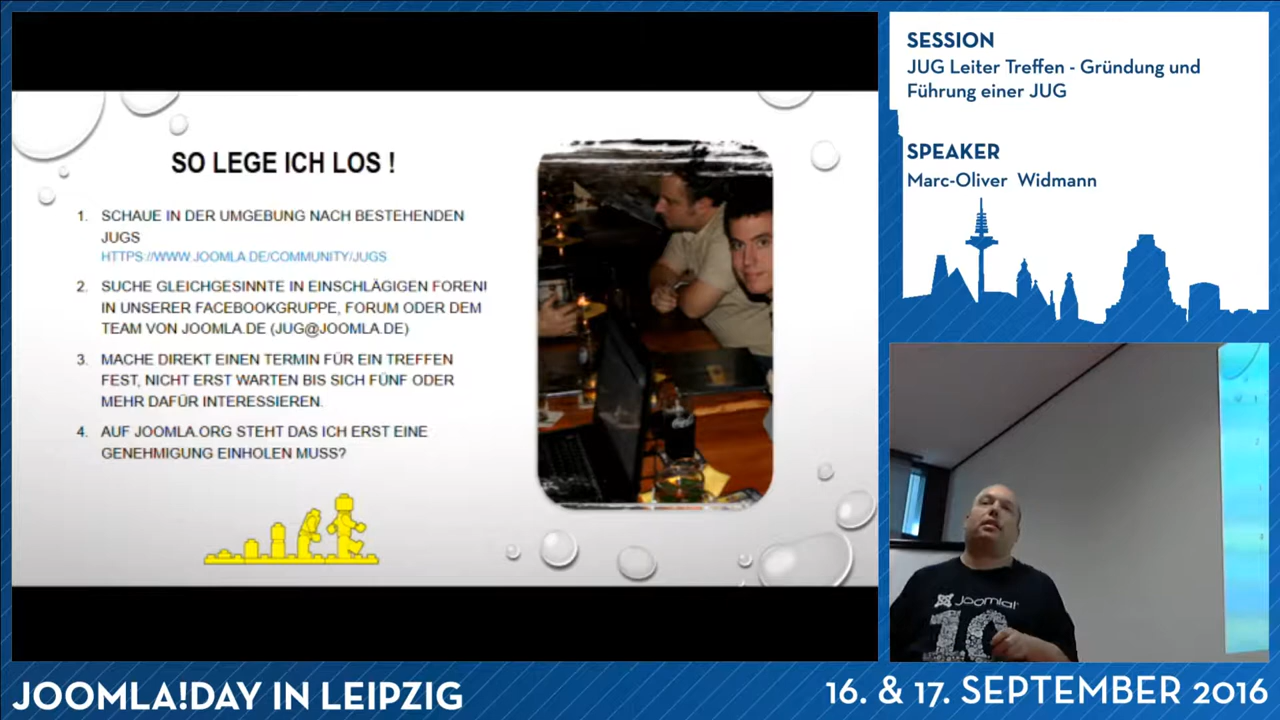 SO LEGE ICH LOS !
1. SCHAUE IN DER UMGEBUNG NACH BESTEHENDEN
JUGS
HTTPS://WWW.JOOMLA.DE/COMMUNITY/JUGS
2. SUCHE GLEICHGESINNTE IN EINSCHLÄGIGEN FOREN!
IN UNSERER FACEBOOKGRUPPE, FORUM ODER DEM
TEAM VON JOOMLA.DE (JUG@JOOMLA.DE)
3. MACHE DIREKT EINEN TERMIN FÜR EIN TREFFEN
FEST, NICHT ERST WARTEN BIS SICH FÜNF ODER
MEHR DAFÜR INTERESSIEREN.
4. AUF JOOMLA.ORG STEHT DAS ICH ERST EINE
GENEHMIGUNG EINHOLEN MUSS?
SESSION
JUG Leiter Treffen - Gründung und
Führung einer JUG
SPEAKER
Marc-Oliver Widmann
Joomla!
10
JOOMLA!DAY IN LEIPZIG
16. & 17. SEPTEMBER 2016